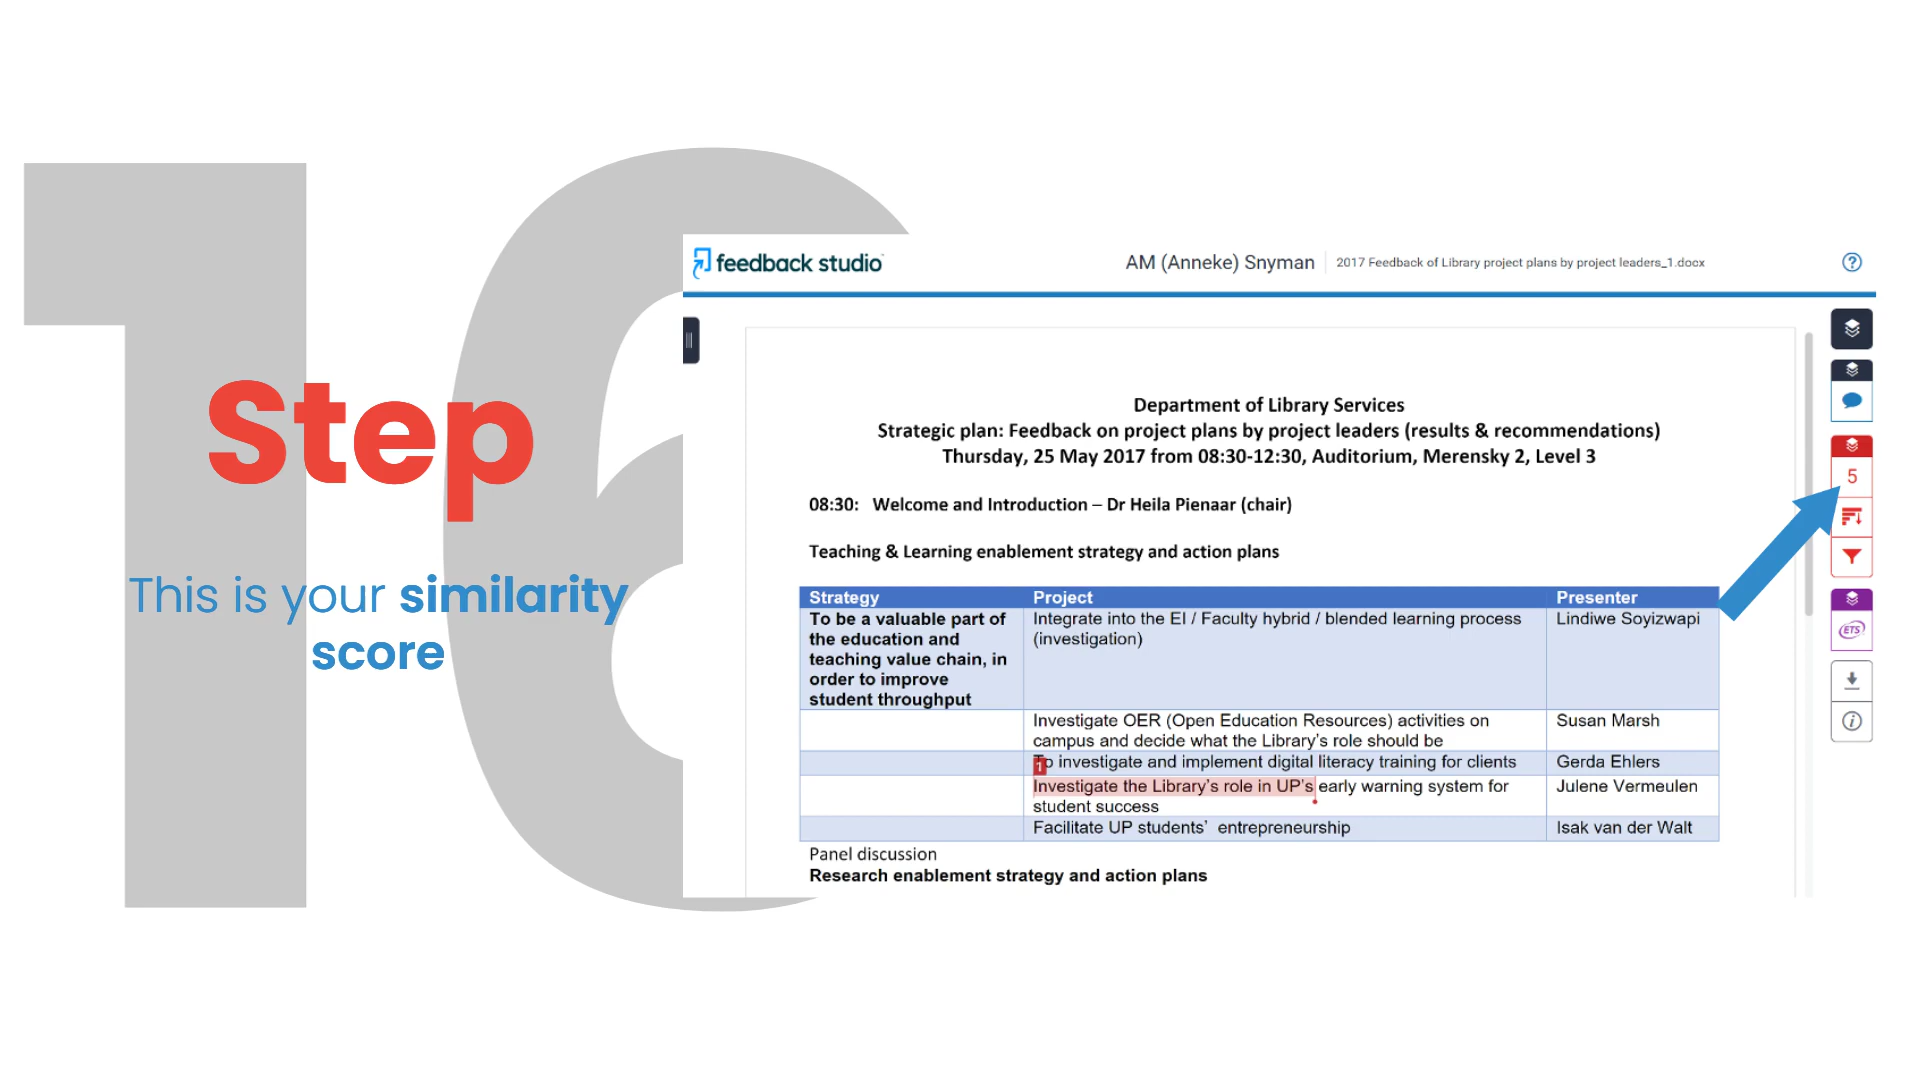 16
Step
This is your similarity
score
feedback studio
AM (Anneke) Snyman
2017 Feedback of Library project plans by project leaders_1.docx
?
Department of Library Services
Strategic plan: Feedback on project plans by project leaders (results & recommendations)
Thursday, 25 May 2017 from 08:30-12:30, Auditorium, Merensky 2, Level 3
08:30: Welcome and Introduction – Dr Heila Pienaar (chair)
Teaching & Learning enablement strategy and action plans
Strategy Project Presenter
To be a valuable part of
the education and
teaching value chain, in
order to improve
student throughput
Integrate into the EI / Faculty hybrid / blended learning process
(investigation)
Lindiwe Soyizwapi
Investigate OER (Open Education Resources) activities on
campus and decide what the Library’s role should be
Susan Marsh
To investigate and implement digital literacy training for clients
Gerda Ehlers
1
Investigate the Library’s role in UP’s early warning system for
student success
Julene Vermeulen
Facilitate UP students’ entrepreneurship
Isak van der Walt
Panel discussion
Research enablement strategy and action plans
5
ETS
i